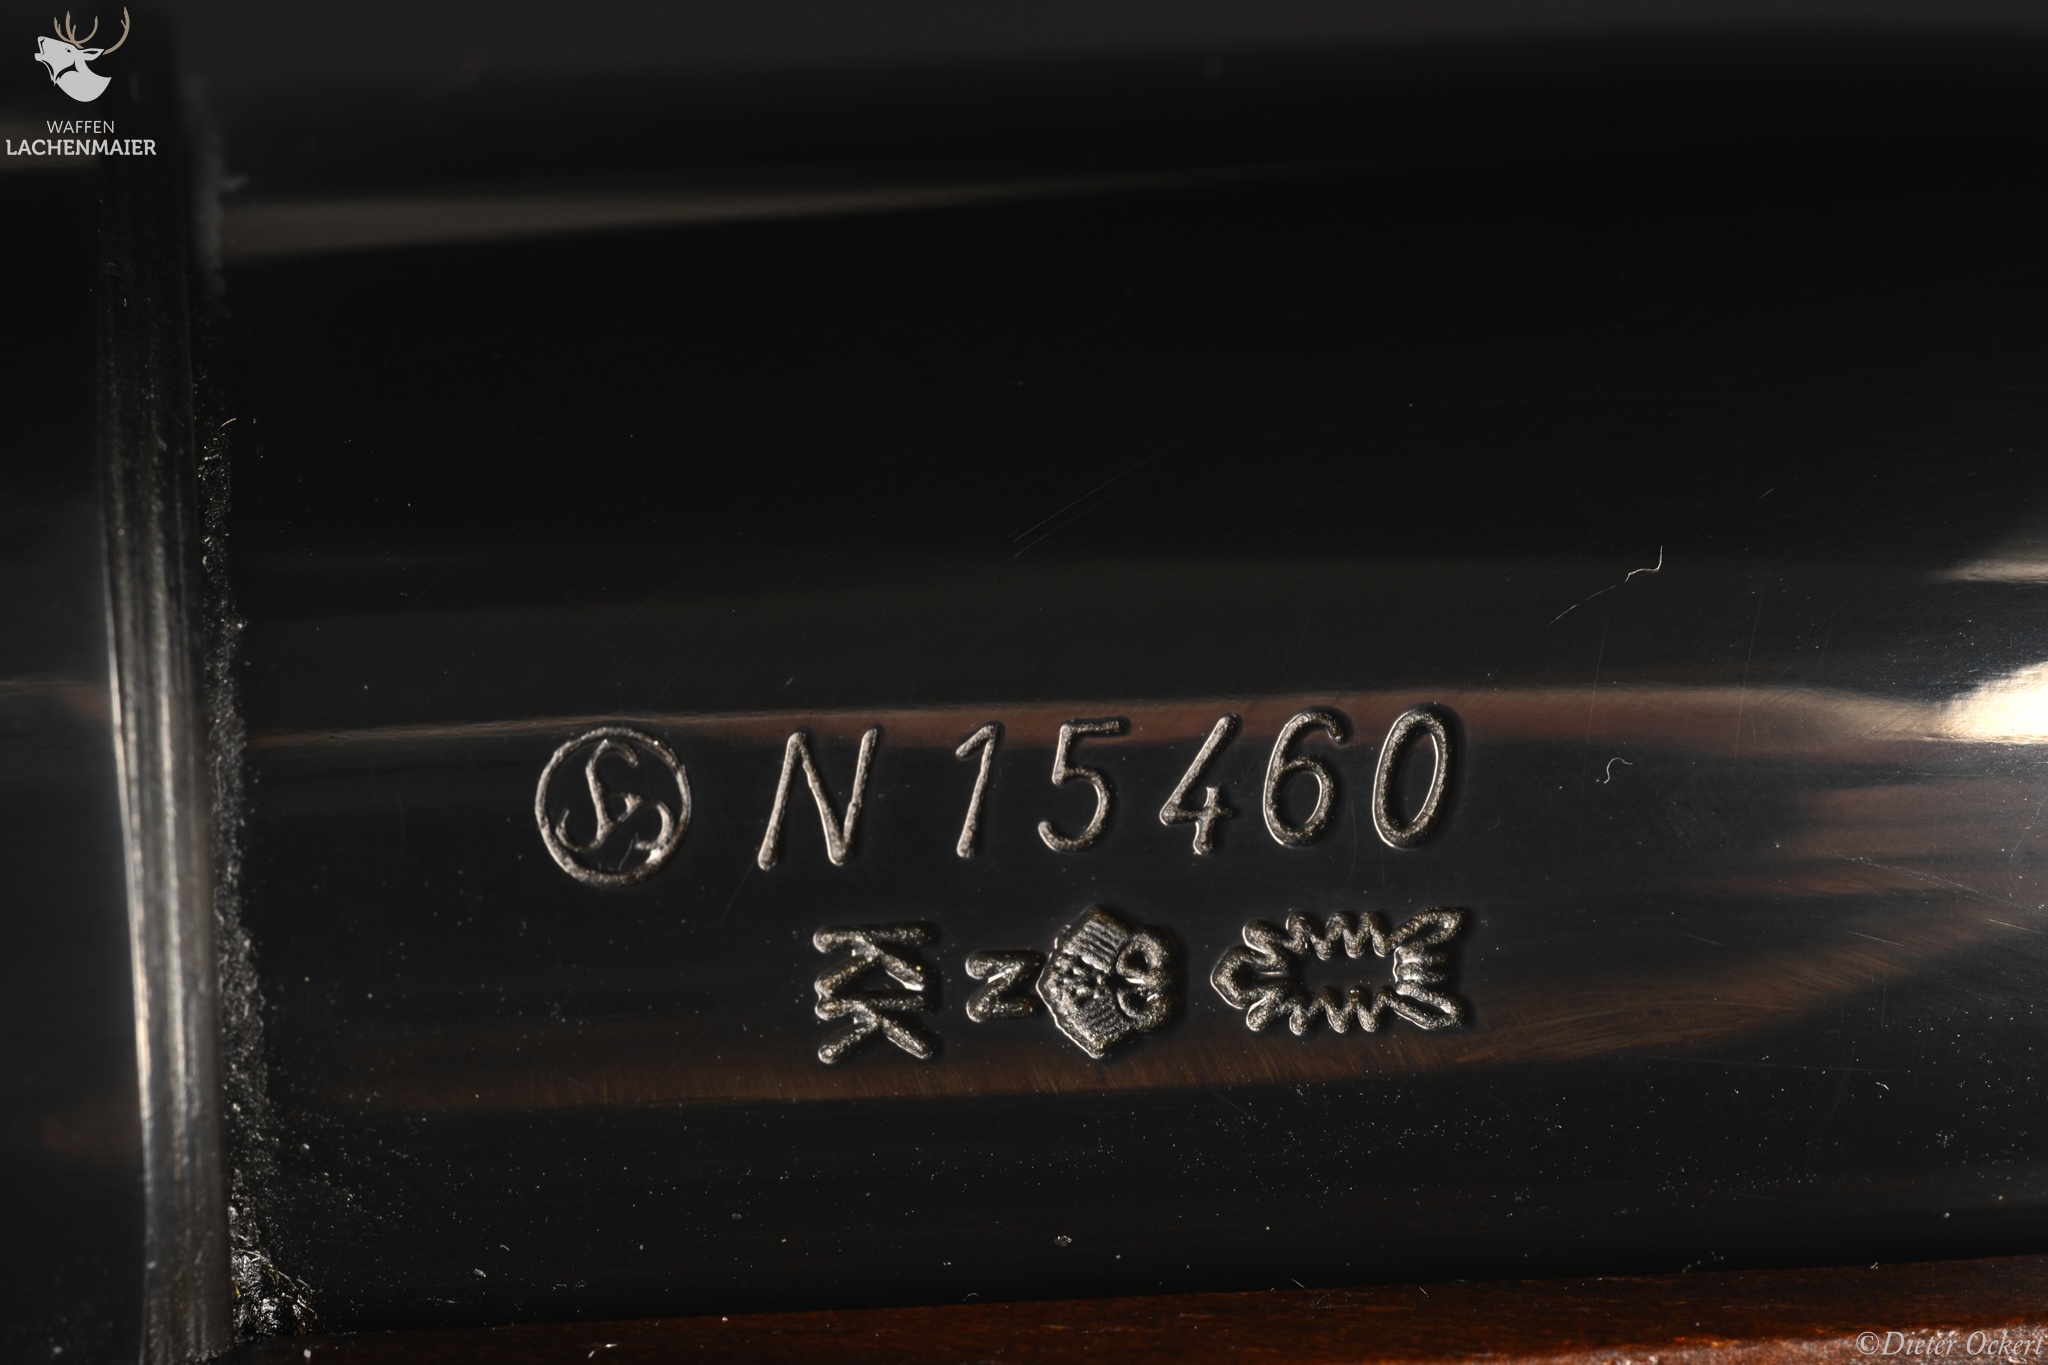 WAFFEN
LACHENMAIER
N 15460
N
©Dieter Ockert